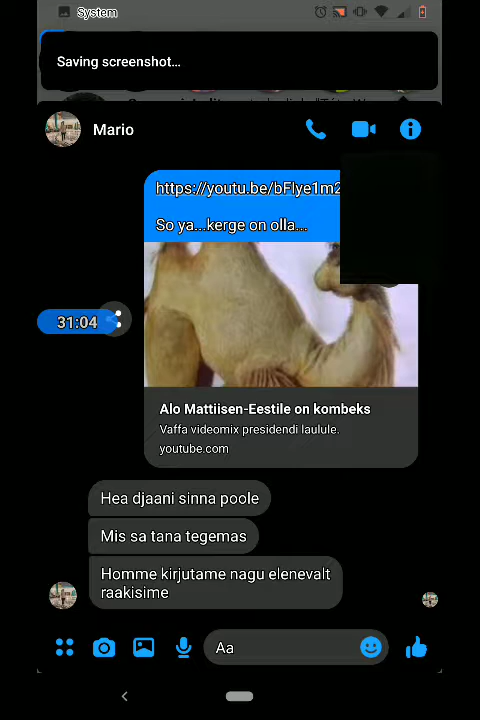 System
Saving screenshot...
Mario
https://youtu.be/bFlye1m2
So ya...kerge on olla...
31:04
Alo Mattiisen-Eestile on kombeks
Vaffa videomix presidendi laulule.
youtube.com
Hea djaani sinna poole
Mis sa tana tegemas
Homme kirjutame nagu elenevalt
raakisime
Aa